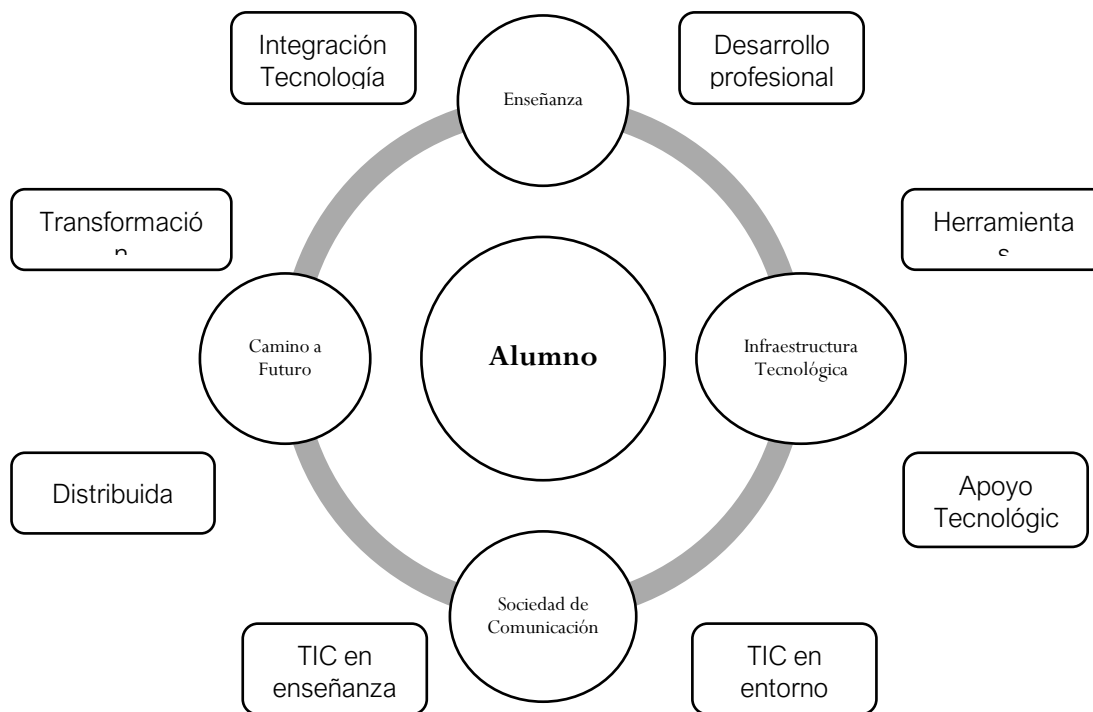 Integración
Tecnología
Desarrollo
profesional
Enseñanza
Transformació
n
Herramienta
s
Camino a
Futuro
Alumno
Infraestructura
Tecnológica
Distribuida
Apoyo
Tecnológic
Sociedad de
Comunicación
TIC en
enseñanza
TIC en
entorno